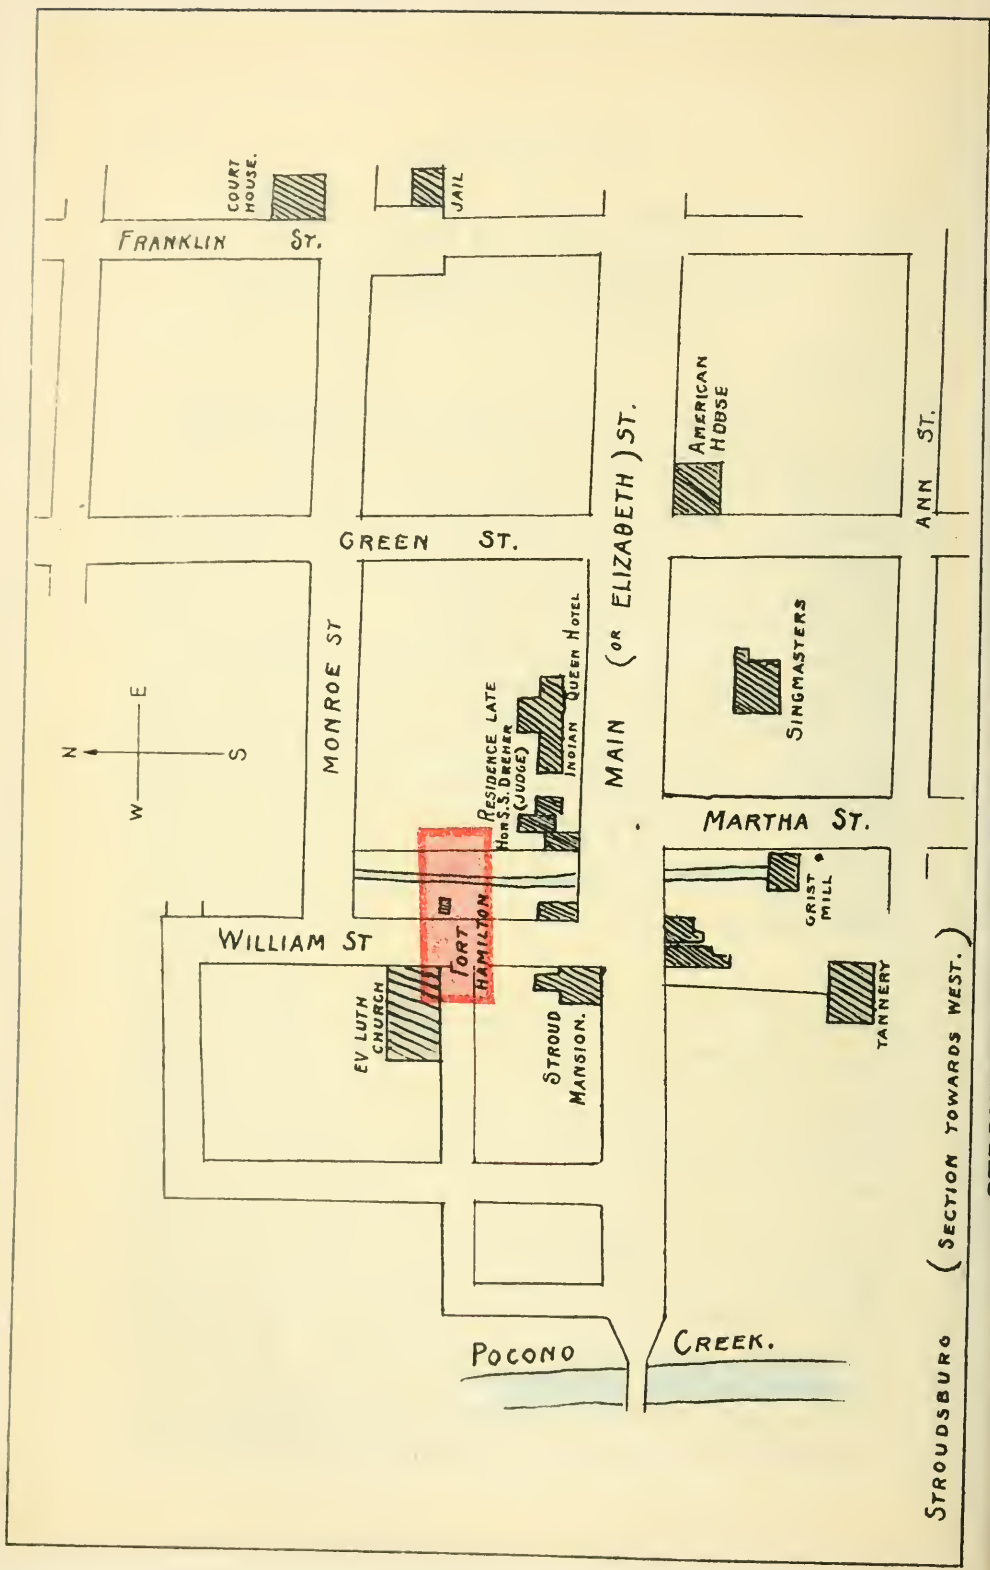 COURT
HOUSE.
JAIL
FRANKLIN ST.
AMERICAN
HOUSE
ANN ST.
GREEN ST.
MAIN (OR ELIZABETH) ST.
MONROE ST
N
E
S
W
RESIDENCE LATE
HON S.S. DREHER
(JUDGE)
INDIAN QUEEN HOTEL
SINGMASTERS
MARTHA ST.
WILLIAM ST
FORT
HAMILTON
GRIST
MILL
EV LUTH
CHURCH
STROUD
MANSION.
TANNERY
POCONO CREEK.
STROUDSBURG (SECTION TOWARDS WEST.)